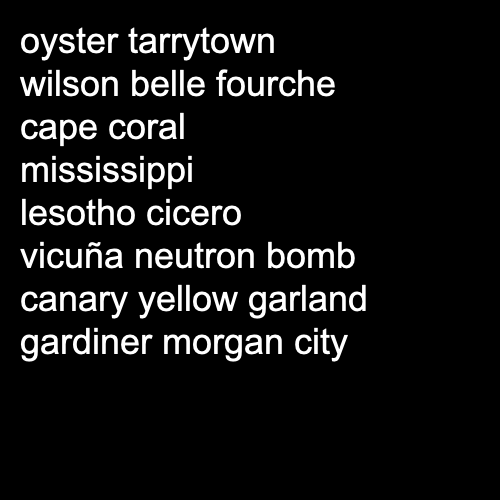 oyster tarrytown
wilson belle fourche
cape coral
mississippi
lesotho cicero
vicuña neutron bomb
canary yellow garland
gardiner morgan city